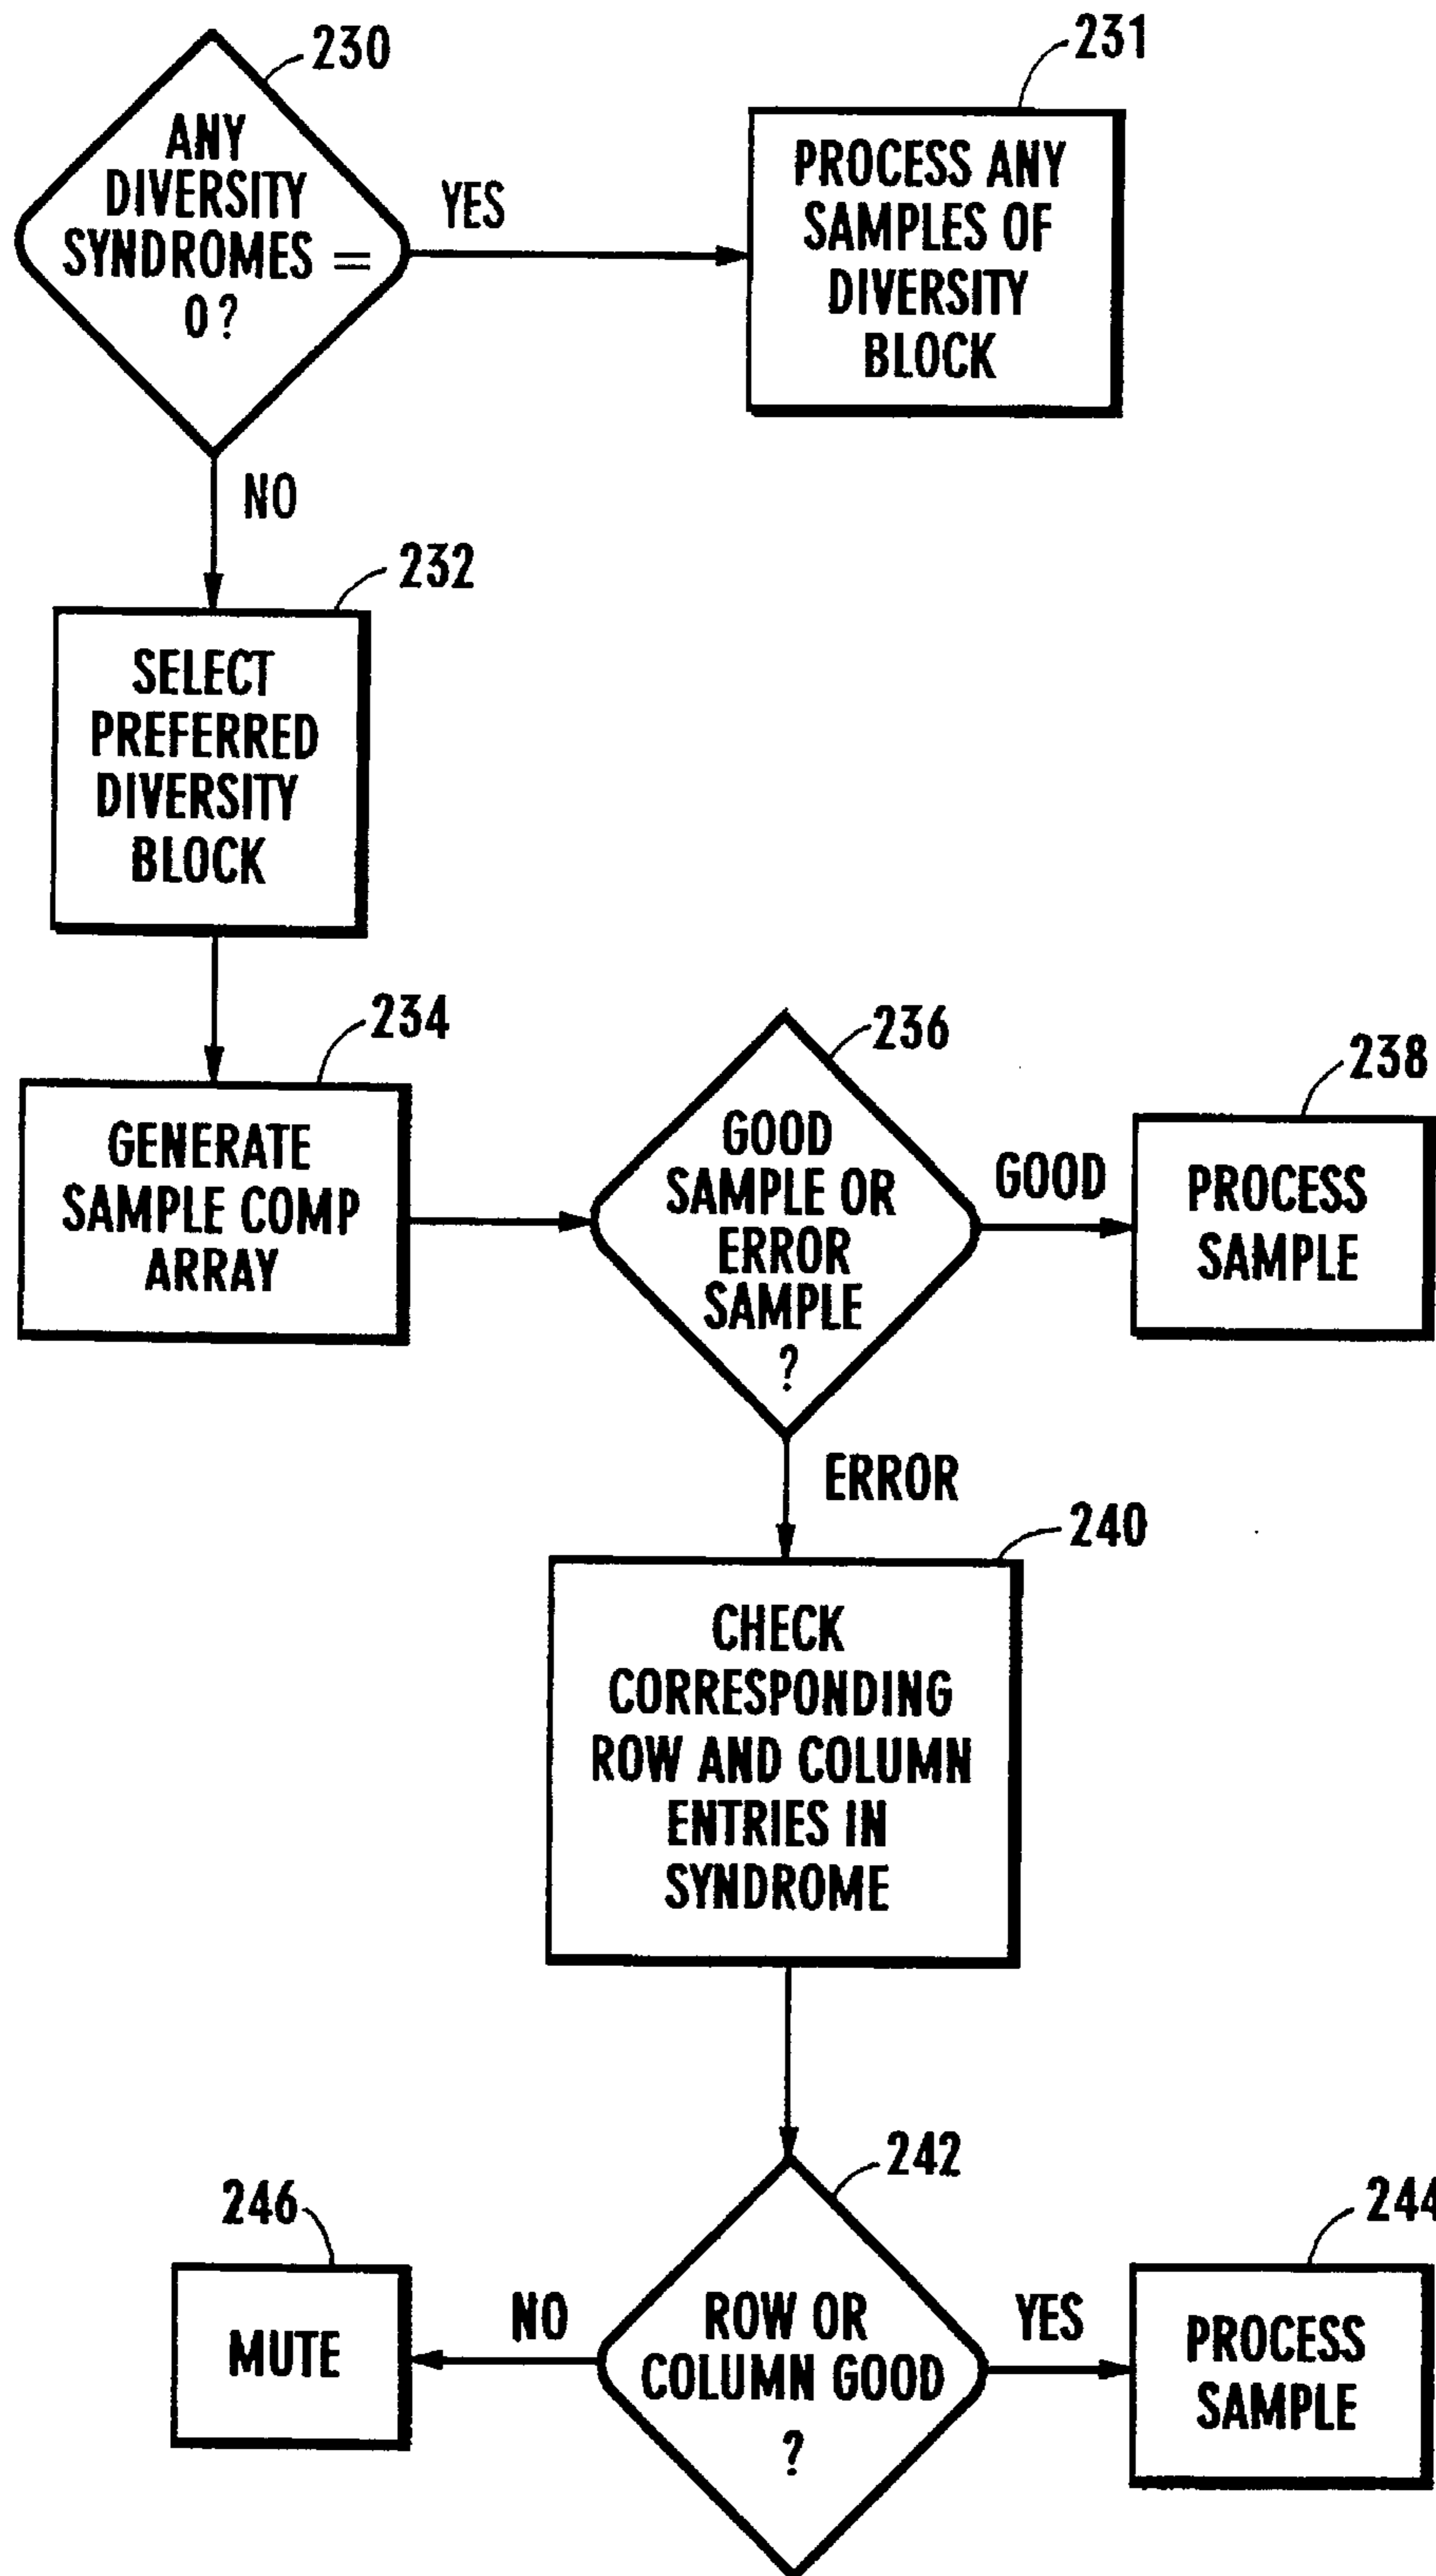 230
ANY
DIVERSITY
SYNDROMES =
0?
YES
231
PROCESS ANY
SAMPLES OF
DIVERSITY
BLOCK
NO
232
SELECT
PREFERRED
DIVERSITY
BLOCK
234
GENERATE
SAMPLE COMP
ARRAY
236
GOOD
SAMPLE OR
ERROR
SAMPLE
?
GOOD
238
PROCESS
SAMPLE
ERROR
240
CHECK
CORRESPONDING
ROW AND COLUMN
ENTRIES IN
SYNDROME
242
ROW OR
COLUMN GOOD
?
NO
246
MUTE
YES
244
PROCESS
SAMPLE